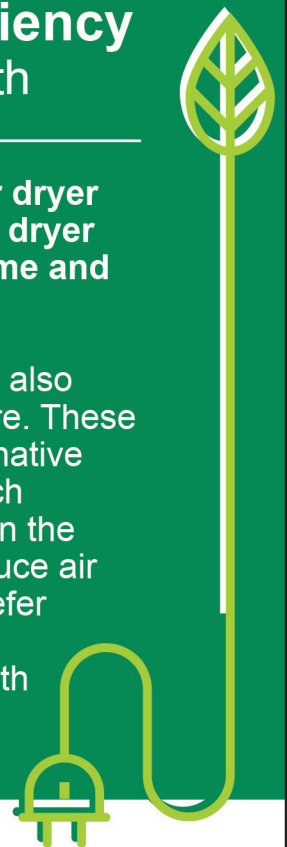 iency
th
r dryer
dryer
me and
also
re. These
native
ch
n the
uce air
efer
th